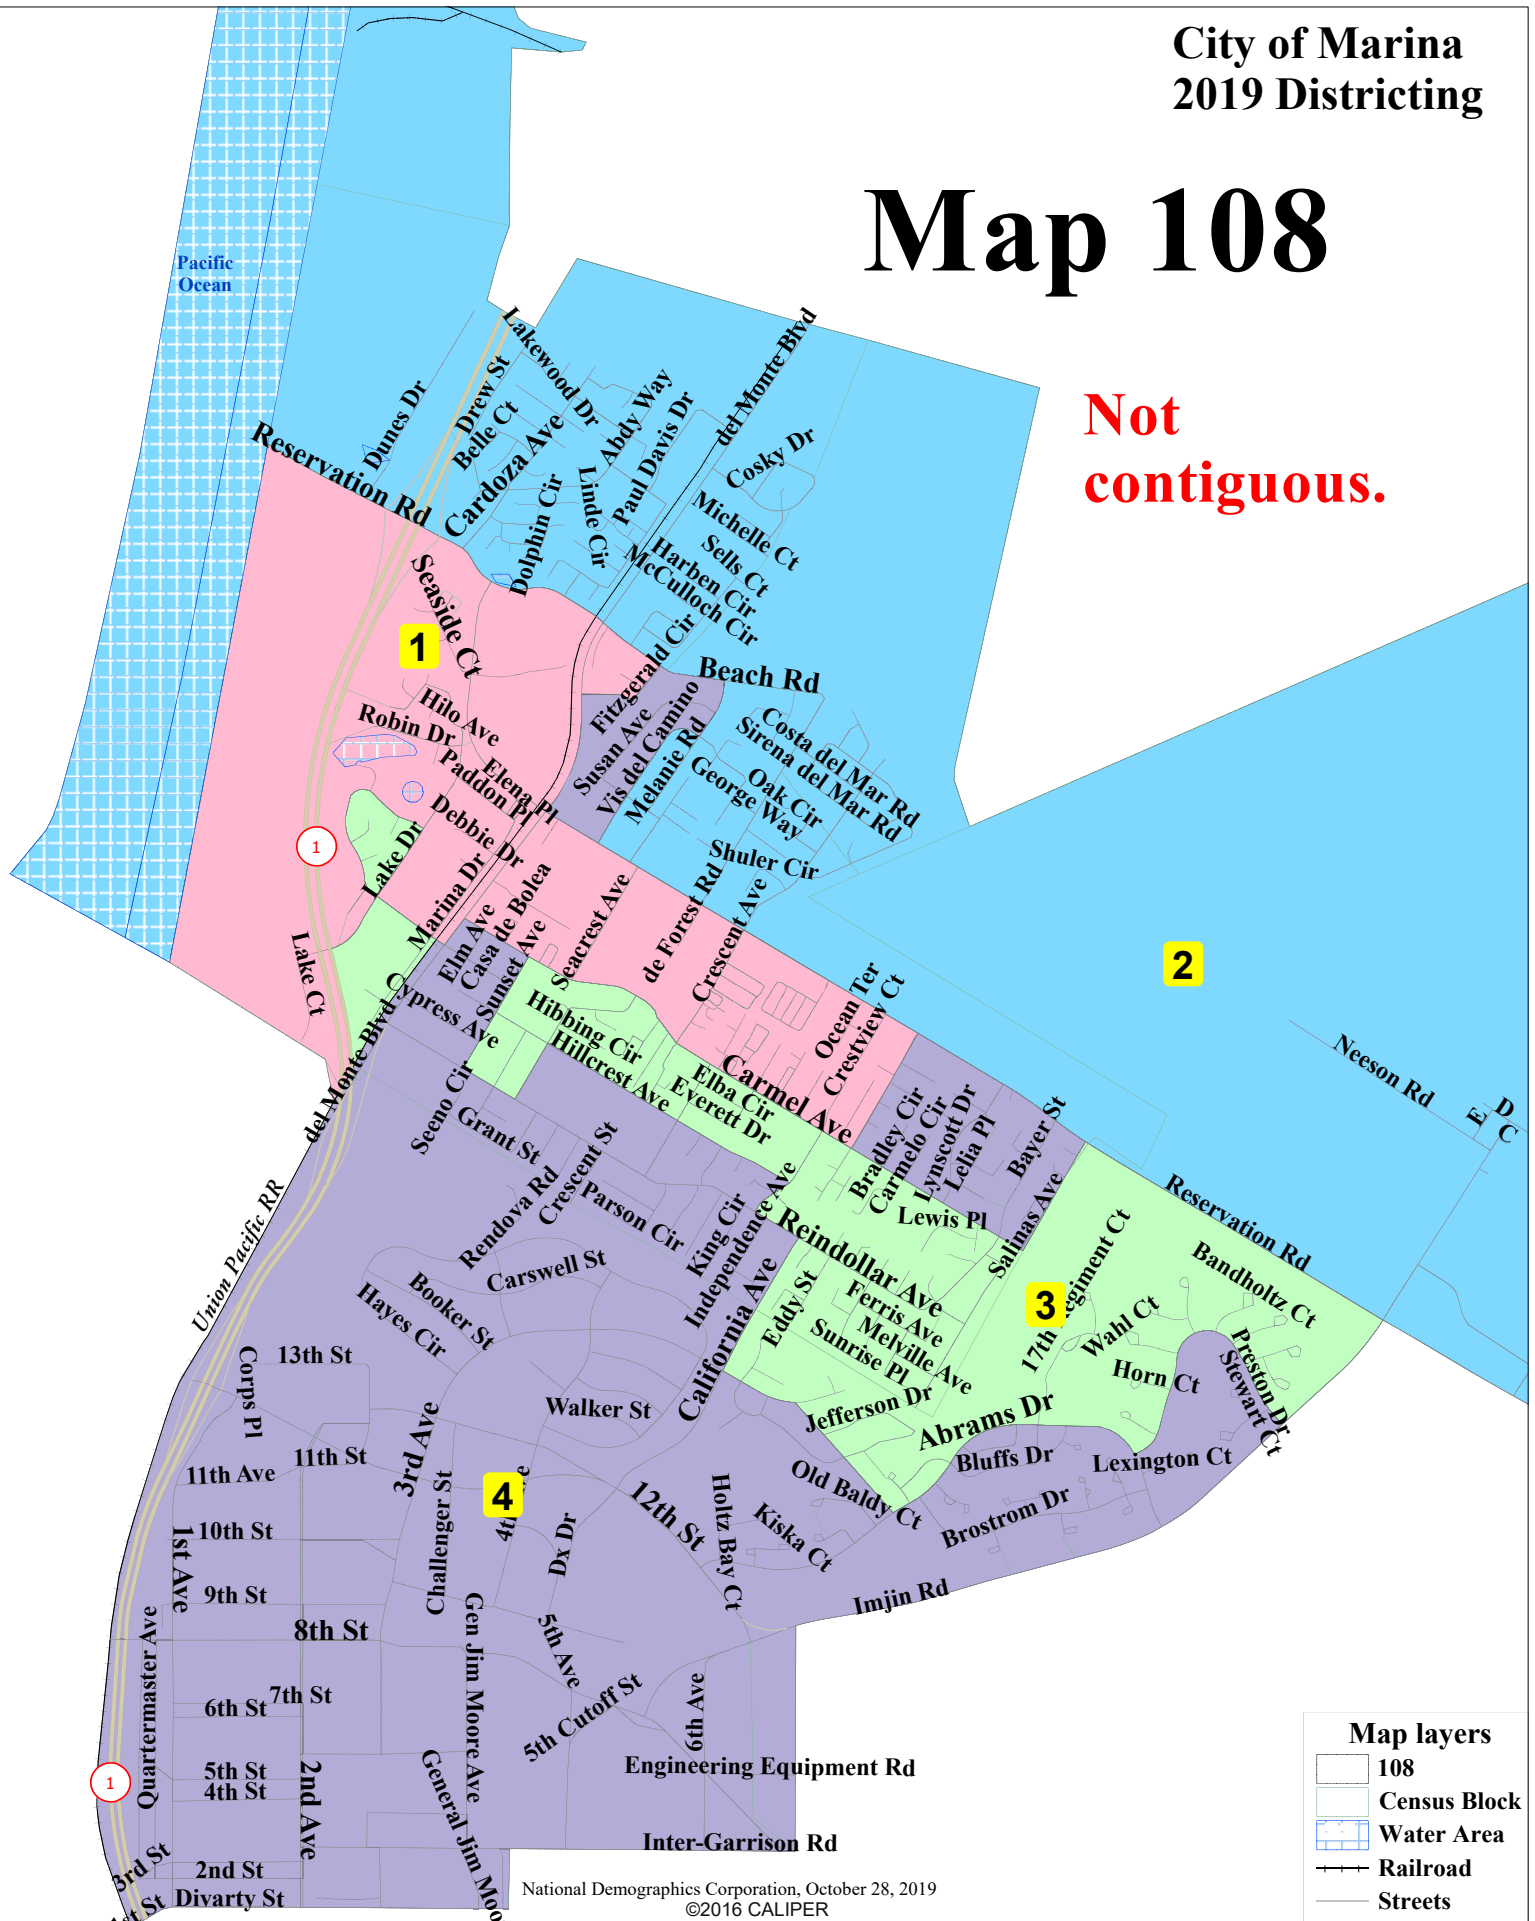 City of Marina
2019 Districting
Map 108
Not
contiguous.
Pacific
Ocean
Lakewood Dr
del Monte Blvd
Drew St
Dunes Dr
Belle Ct
Abdy Way
Paul Davis Dr
Cardoza Ave
Reservation Rd
Cosky Dr
Linde Cir
Dolphin Cir
Michelle Ct
Sells Ct
Harben Cir
McCulloch Cir
Seaside Ct
1
Fitzgerald Cir
Beach Rd
Hilo Ave
Robin Dr
Susan Ave
Vis del Camino
Melanie Rd
Costa del Mar Rd
Sirena del Mar Rd
Elena Pl
Paddon Pl
George Way
Oak Cir
Debbie Dr
Shuler Cir
1
Lake Dr
Marina Dr
Casa de Bolea
Elm Ave
Sunset Ave
Seacrest Ave
de Forest Rd
Crescent Ave
2
Lake Ct
Cypress Ave
Hibbing Cir
Hillcrest Ave
Ocean Ter
Crestview Ct
Neeson Rd
E
D
C
del Monte Blvd
Seeno Cir
Elba Cir
Everett Dr
Carmel Ave
Grant St
Bradley Cir
Carmelo Cir
Lynscott Dr
Lelia Pl
Bayer St
Lewis Pl
Salinas Ave
Reservation Rd
Union Pacific RR
Crescent St
Rendova Rd
Parson Cir
King Cir
Independence Ave
Reindollar Ave
Carswell St
Booker St
Hayes Cir
California Ave
Eddy St
Ferris Ave
Melville Ave
Sunrise Pl
3
17th Regiment Ct
Wahl Ct
Horn Ct
Bandholtz Ct
Preston Dr
Stewart Ct
13th St
Corps Pl
Walker St
Jefferson Dr
Abrams Dr
3rd Ave
11th St
11th Ave
Bluffs Dr
Lexington Ct
4
Challenger St
12th St
Holtz Bay Ct
Old Baldy Ct
Kiska Ct
Brostrom Dr
10th St
1st Ave
Dx Dr
Imjin Rd
9th St
8th St
Quartermaster Ave
Gen Jim Moore Ave
5th Ave
7th St
6th St
5th Cutoff St
6th Ave
Engineering Equipment Rd
5th St
4th St
1
2nd Ave
General Jim Moo
Inter-Garrison Rd
3rd St
2nd St
Divarty St
1st St
National Demographics Corporation, October 28, 2019
©2016 CALIPER
Map layers
108
Census Block
Water Area
Railroad
Streets